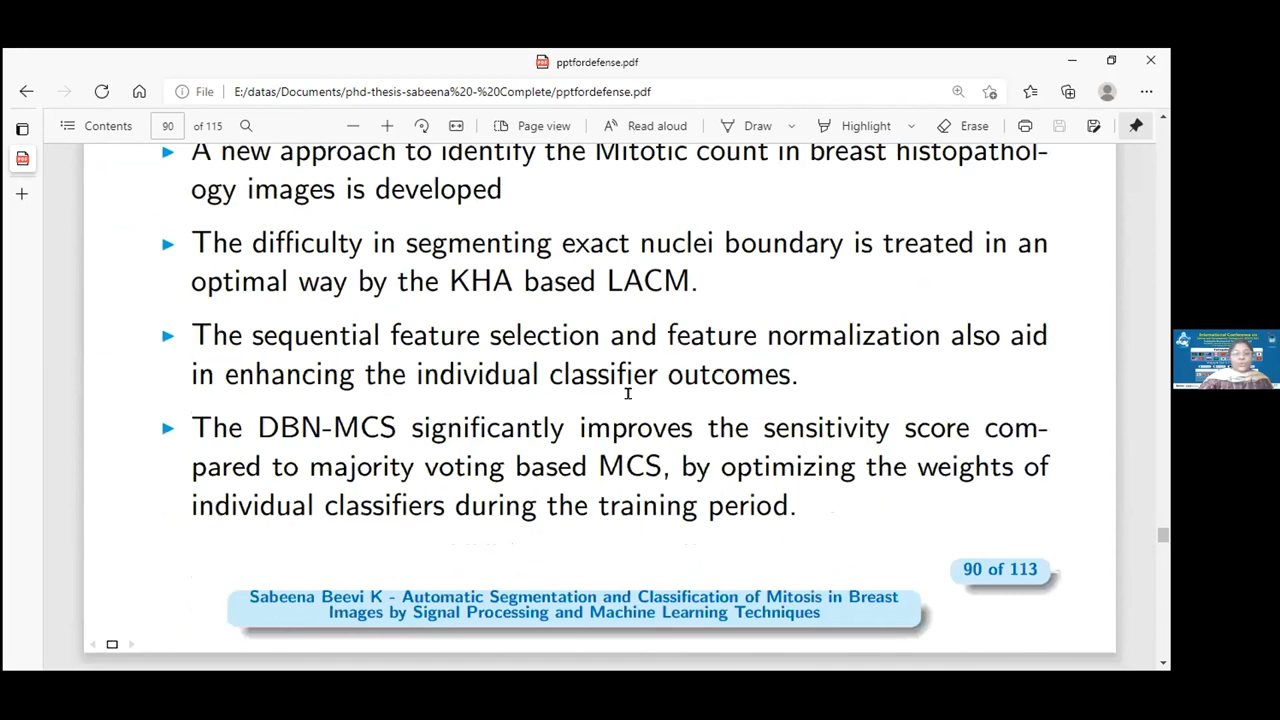 pptfordefense.pdf
File E:/datas/Documents/phd-thesis-sabeena%20-%20Complete/pptfordefense.pdf
Contents 90 of 115 Page view Read aloud Draw Highlight Erase
A new approach to identify the Mitotic count in breast histopathol-
ogy images is developed
The difficulty in segmenting exact nuclei boundary is treated in an
optimal way by the KHA based LACM.
The sequential feature selection and feature normalization also aid
in enhancing the individual classifier outcomes.
The DBN-MCS significantly improves the sensitivity score com-
pared to majority voting based MCS, by optimizing the weights of
individual classifiers during the training period.
90 of 113
Sabeena Beevi K - Automatic Segmentation and Classification of Mitosis in Breast
Images by Signal Processing and Machine Learning Techniques
International Conference on